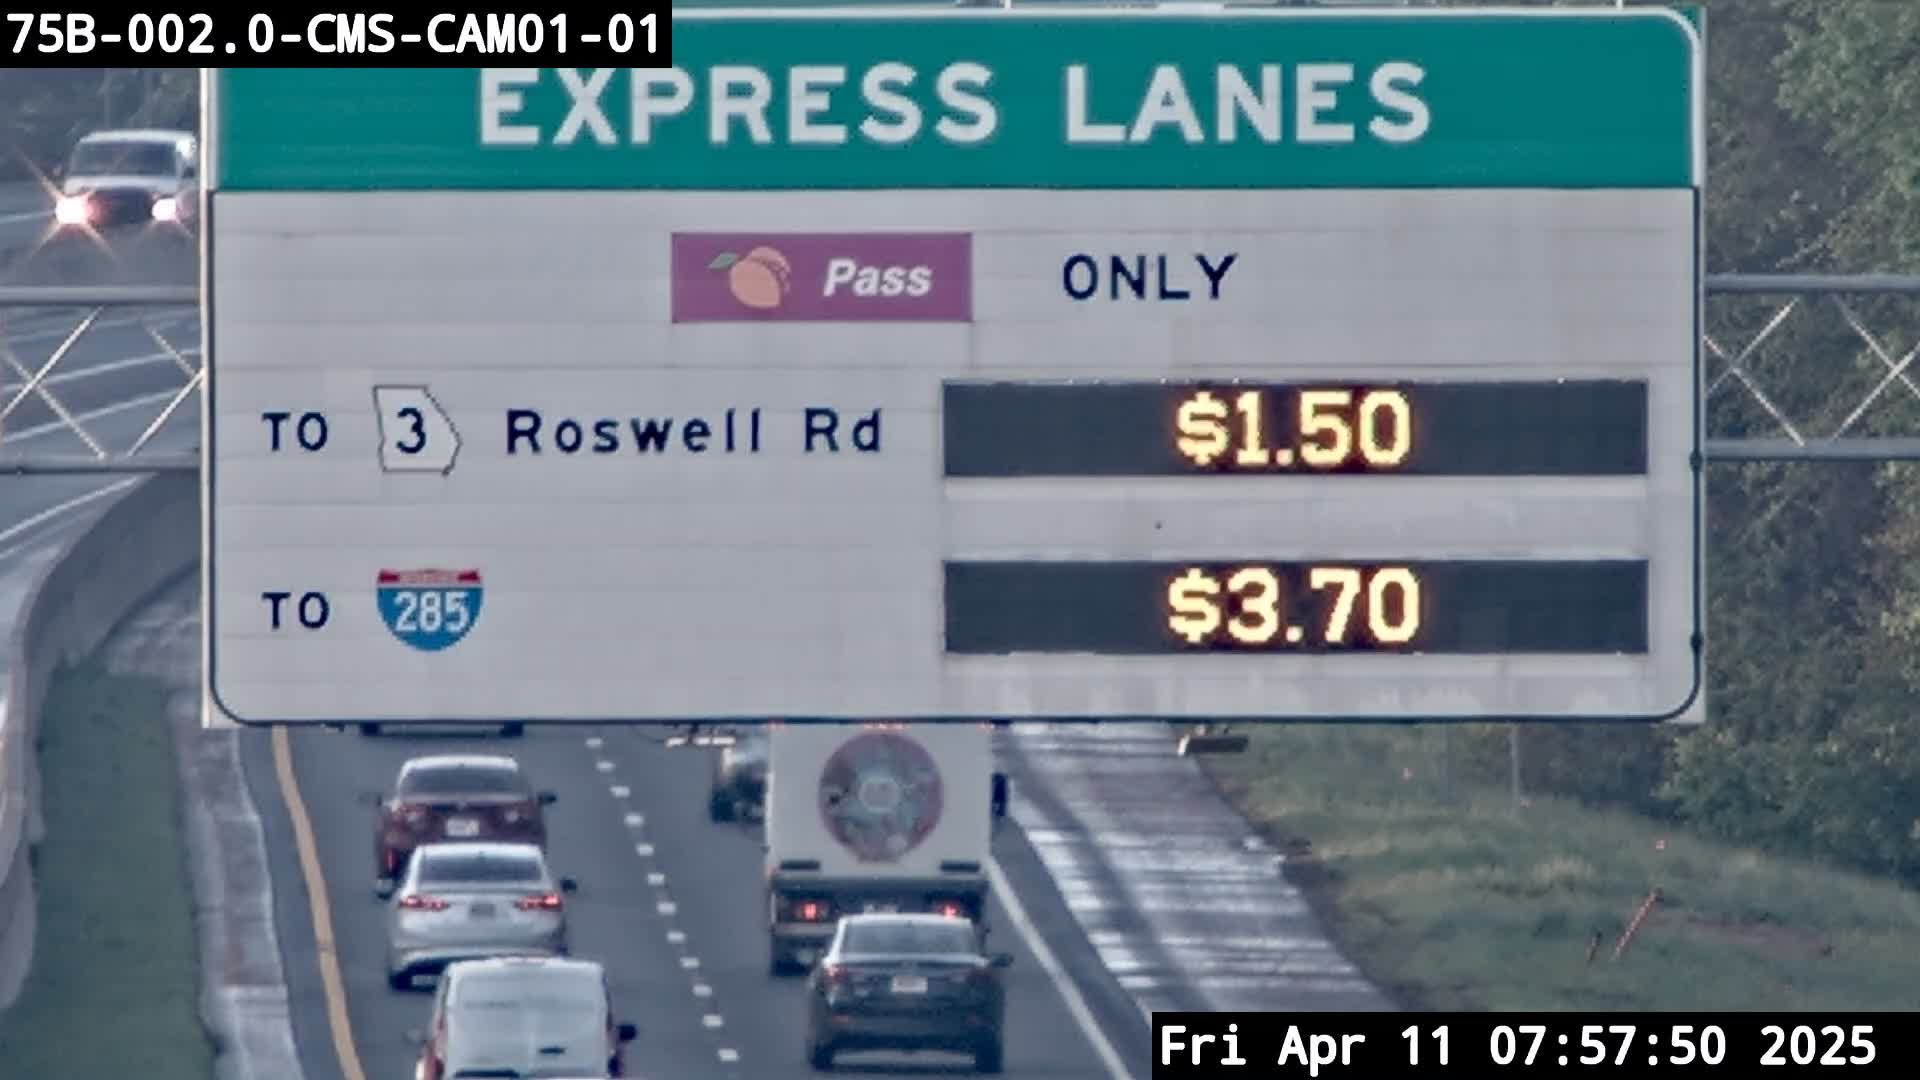 75B-002.0-CMS-CAM01-01
EXPRESS LANES
Pass ONLY
TO 3 Roswell Rd $1.50
TO 285 $3.70
Fri Apr 11 07:57:50 2025